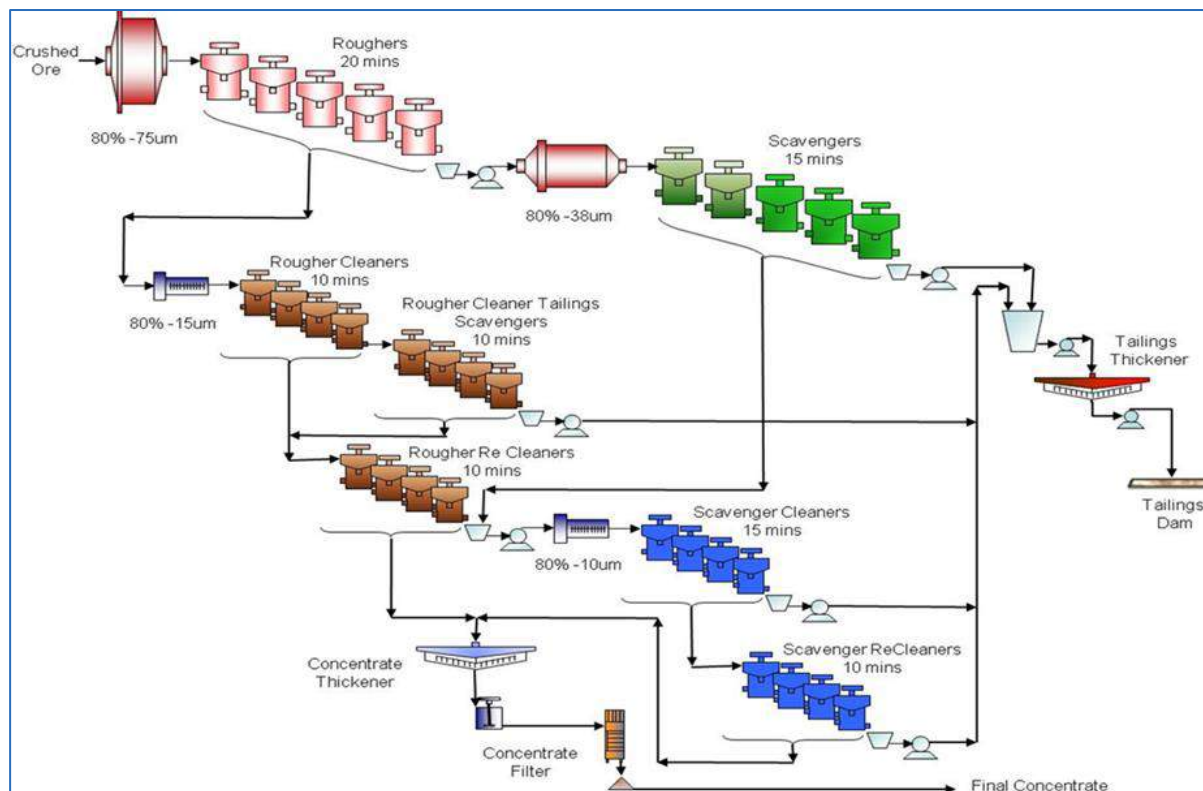 Crushed
Ore
80% -75um
Roughers
20 mins
80% -38um
Scavengers
15 mins
80% -15um
Rougher Cleaners
10 mins
Rougher Cleaner Tailings
Scavengers
10 mins
Tailings
Thickener
Rougher Re Cleaners
10 mins
80% -10um
Scavenger Cleaners
15 mins
Tailings
Dam
Concentrate
Thickener
Scavenger ReCleaners
10 mins
Concentrate
Filter
Final Concentrate